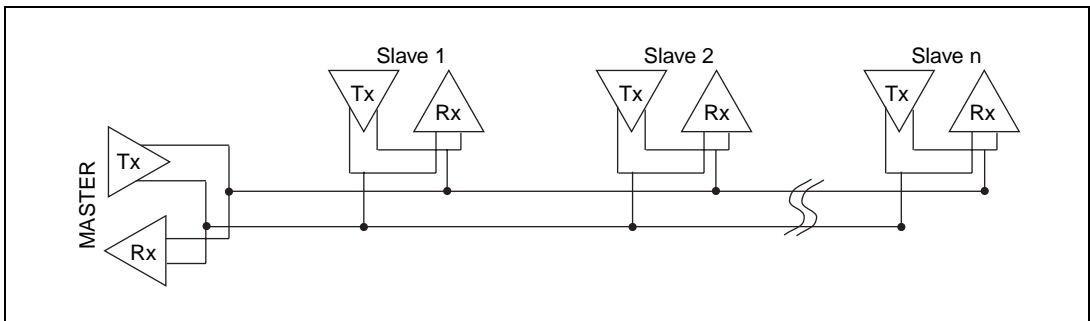 Slave 1
Slave 2
Slave n
Tx
Rx
Tx
Rx
Tx
Rx
MASTER
Tx
Rx